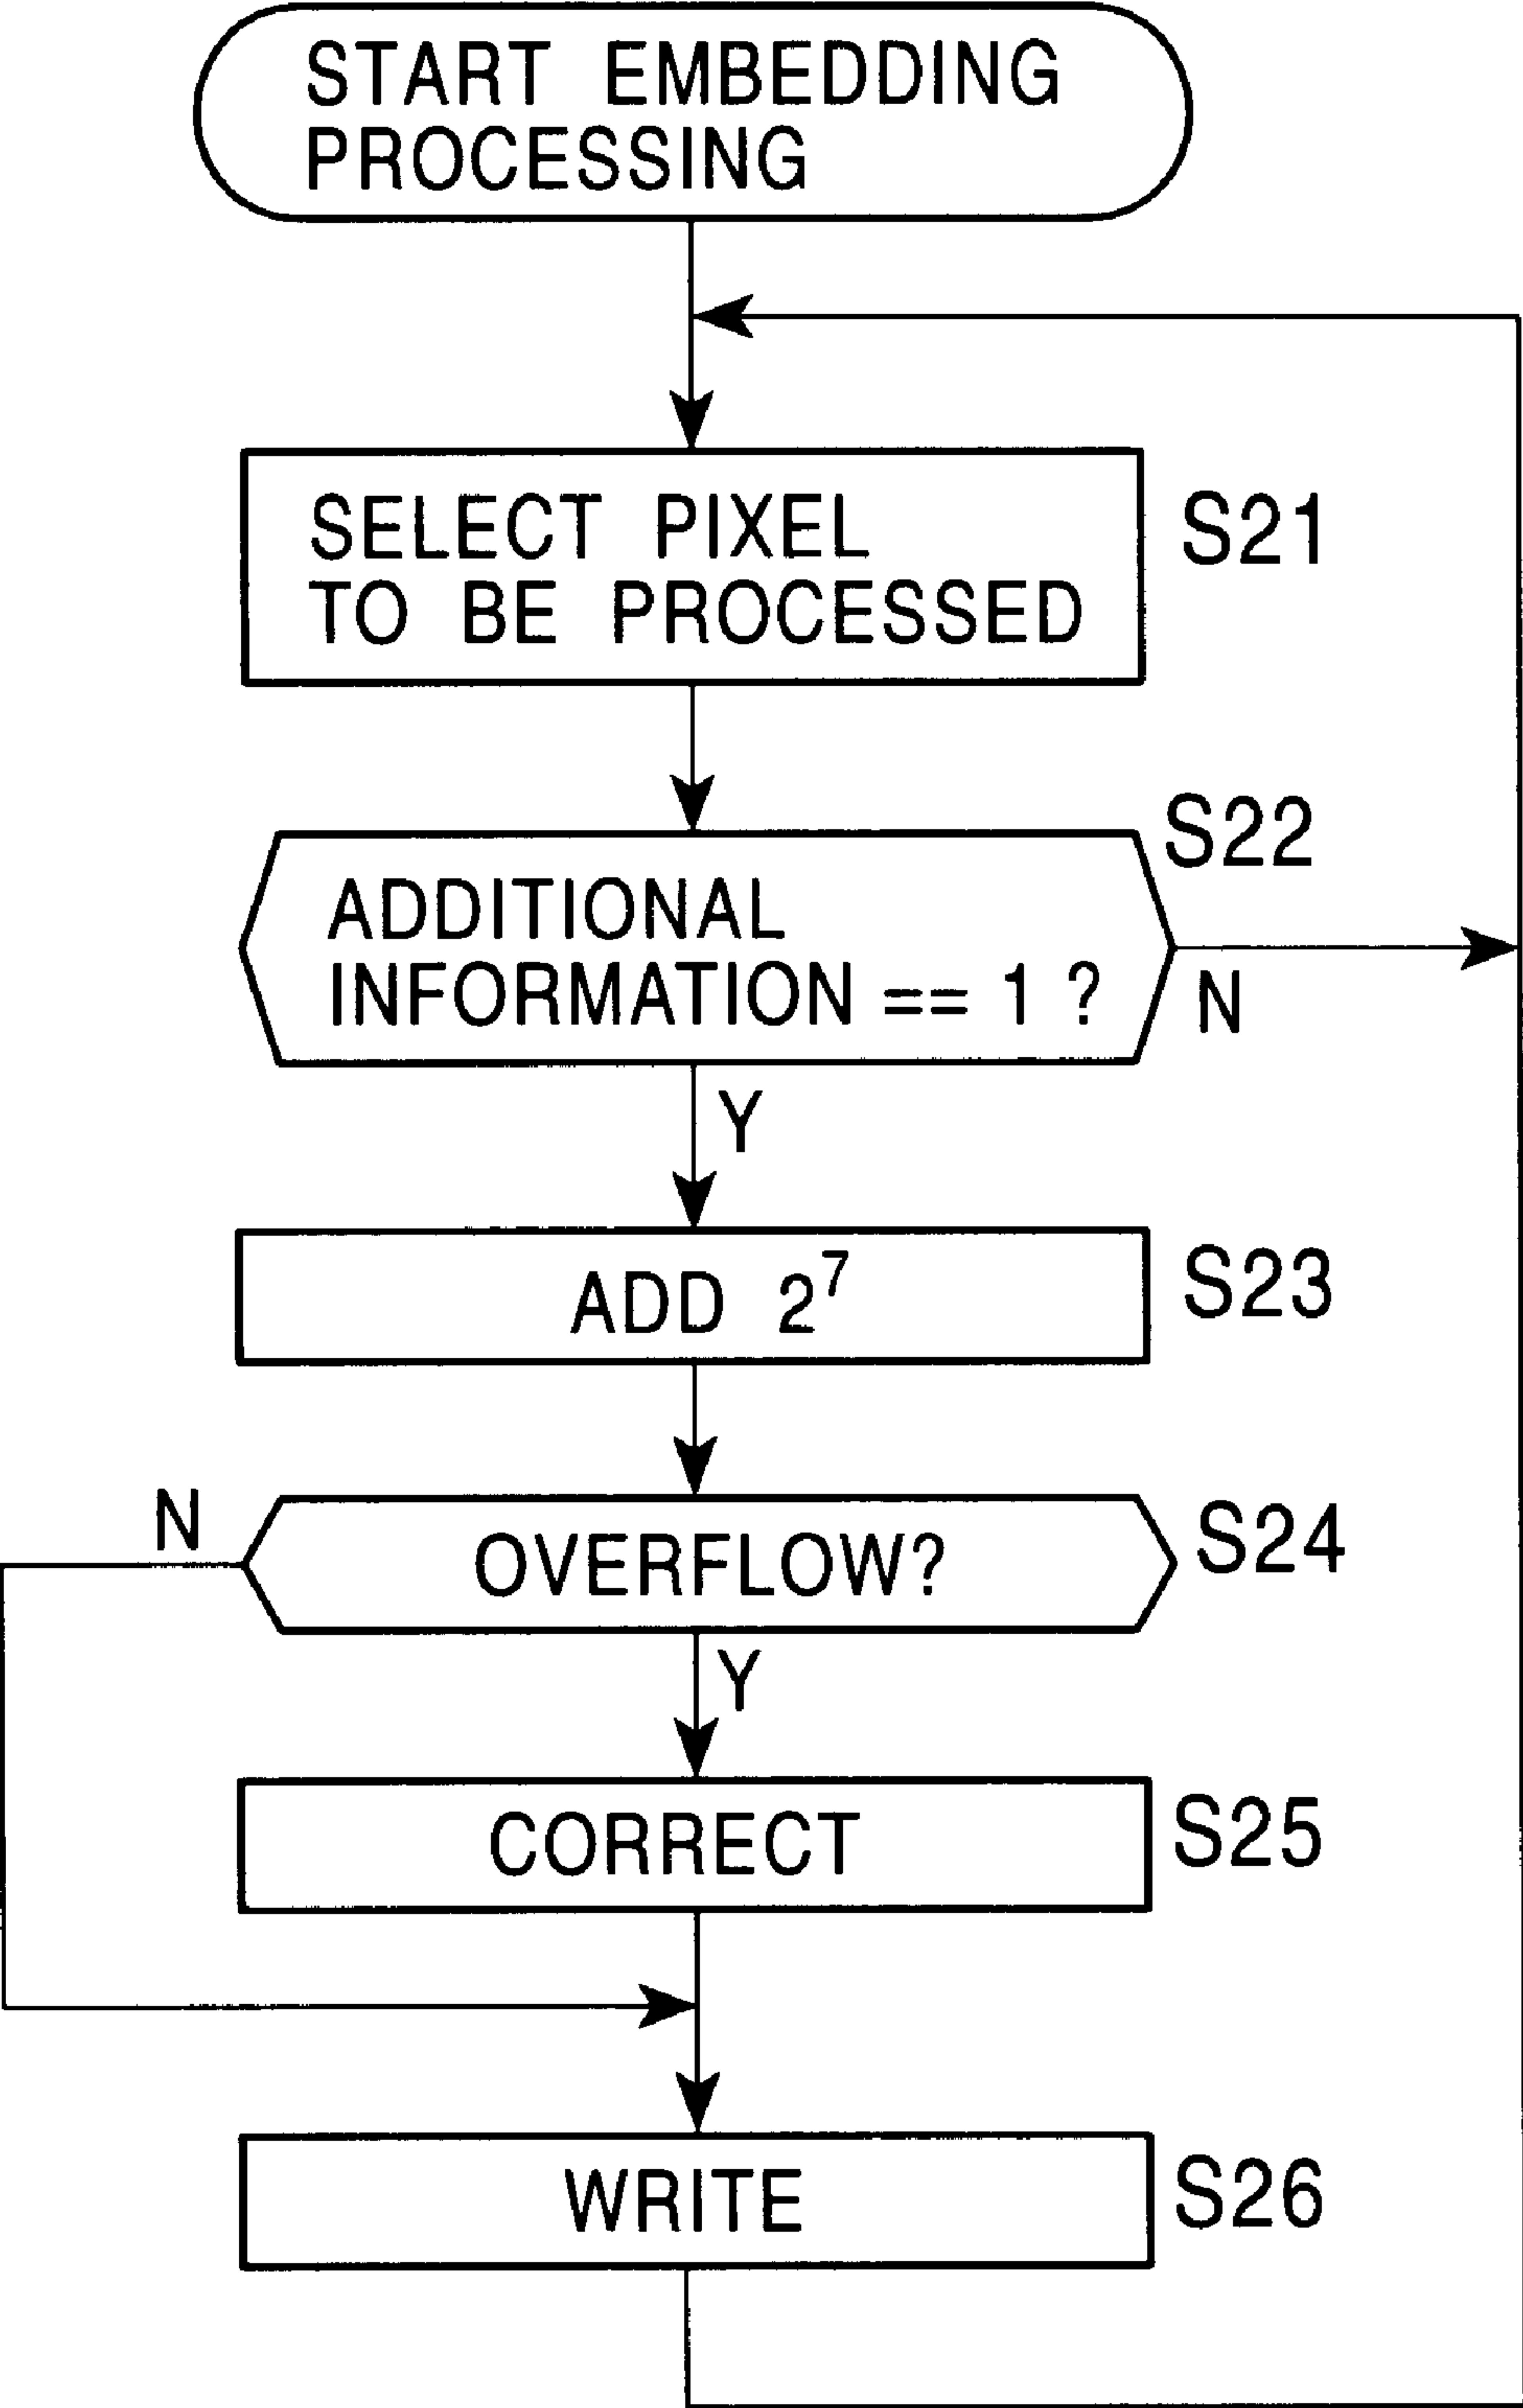 START EMBEDDING
PROCESSING
SELECT PIXEL
TO BE PROCESSED
S21
S22
ADDITIONAL
INFORMATION == 1 ?
N
Y
ADD 2⁷
S23
N
OVERFLOW?
S24
Y
CORRECT
S25
WRITE
S26